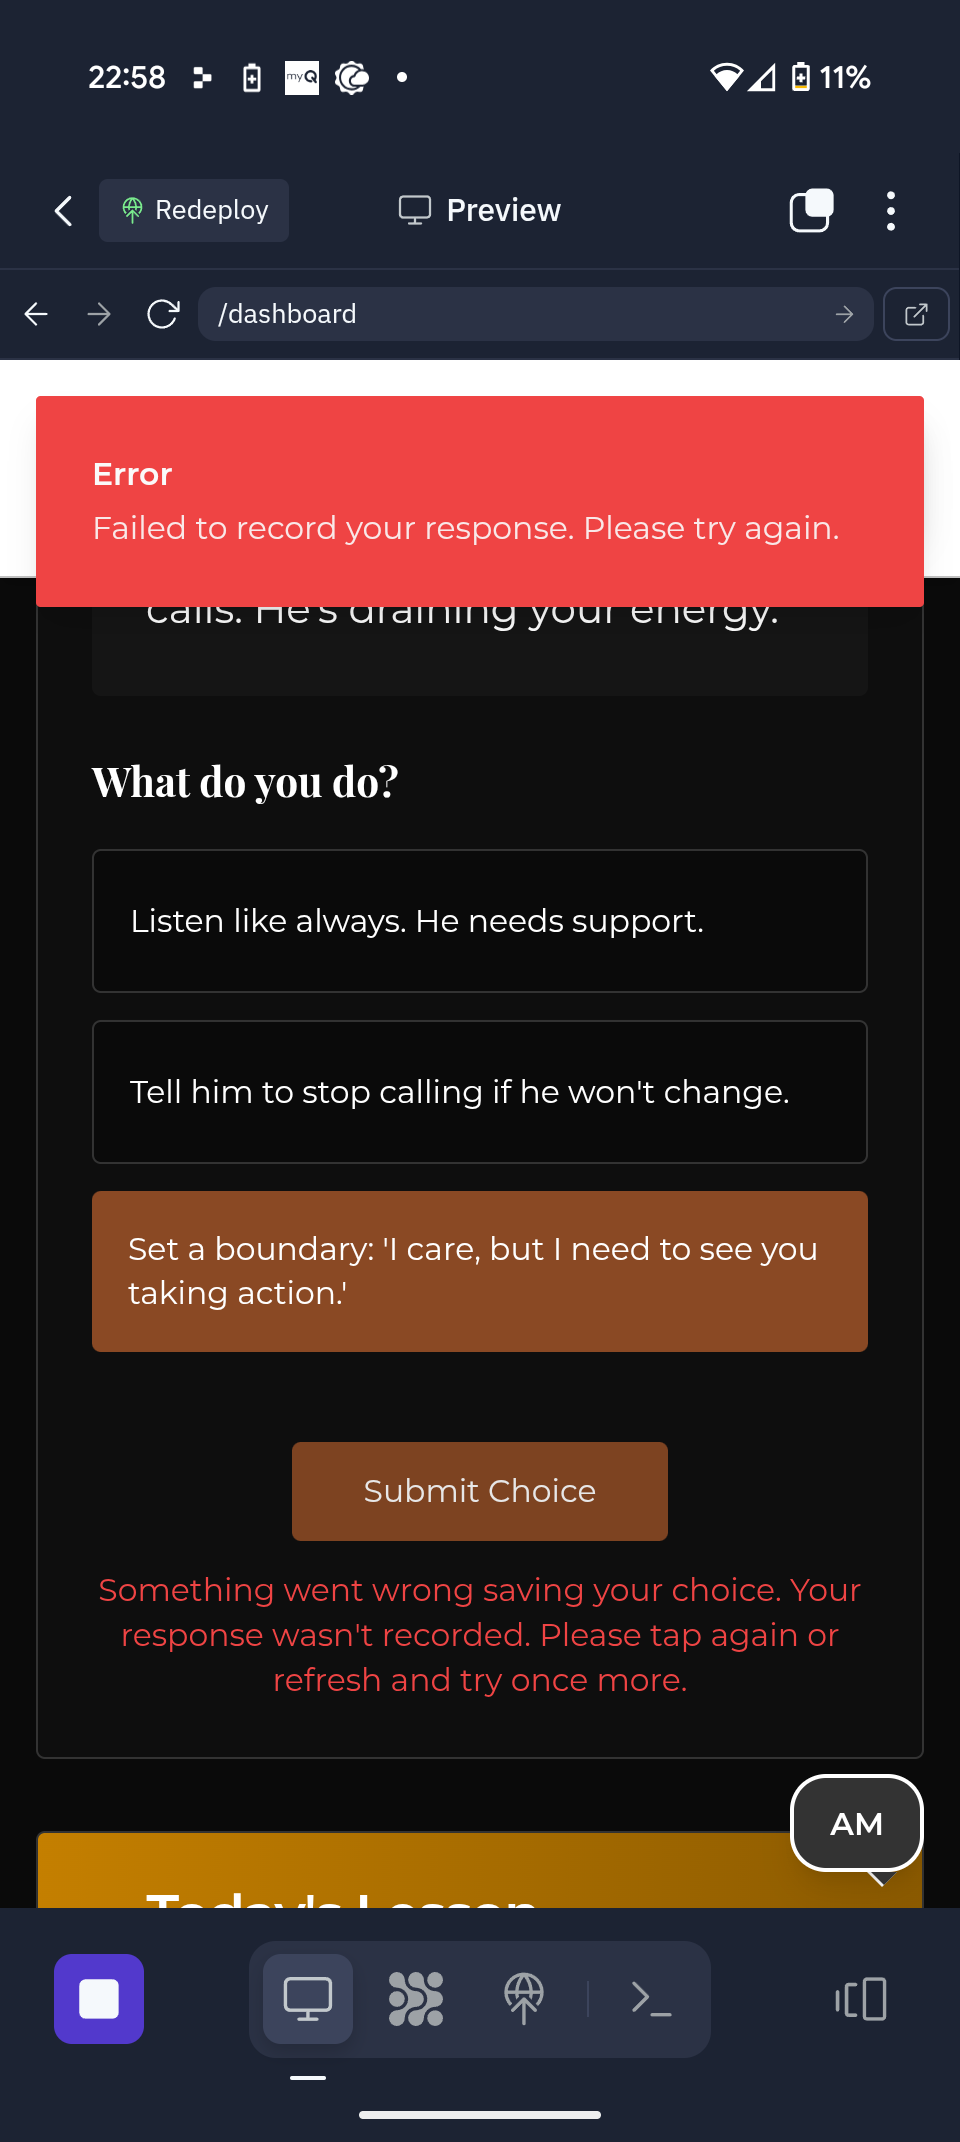 22:58
myQ
11%
Redeploy
Preview
/dashboard
Error
Failed to record your response. Please try again.
calls. He's draining your energy.
What do you do?
Listen like always. He needs support.
Tell him to stop calling if he won't change.
Set a boundary: 'I care, but I need to see you
taking action.'
Submit Choice
Something went wrong saving your choice. Your
response wasn't recorded. Please tap again or
refresh and try once more.
AM
Today's Lesson